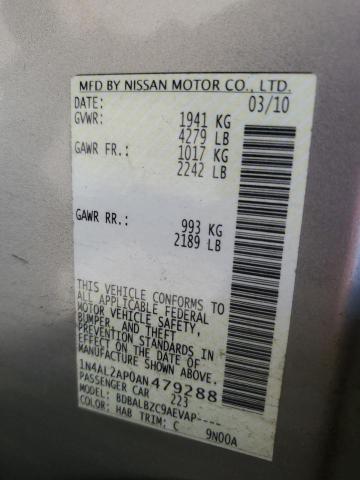 MFD BY NISSAN MOTOR CO., LTD.
DATE: 03/10
GVWR: 1941 KG
4279 LB
GAWR FR.: 1017 KG
2242 LB
GAWR RR.: 993 KG
2189 LB
THIS VEHICLE CONFORMS TO
ALL APPLICABLE FEDERAL
MOTOR VEHICLE SAFETY,
BUMPER, AND THEFT
PREVENTION STANDARDS IN
EFFECT ON THE DATE OF
MANUFACTURE SHOWN ABOVE.
1N4AL2AP0AN479288
PASSENGER CAR 223
MODEL: BDBALBZC9AEVAP----
COLOR: HAB TRIM: C 9N00A